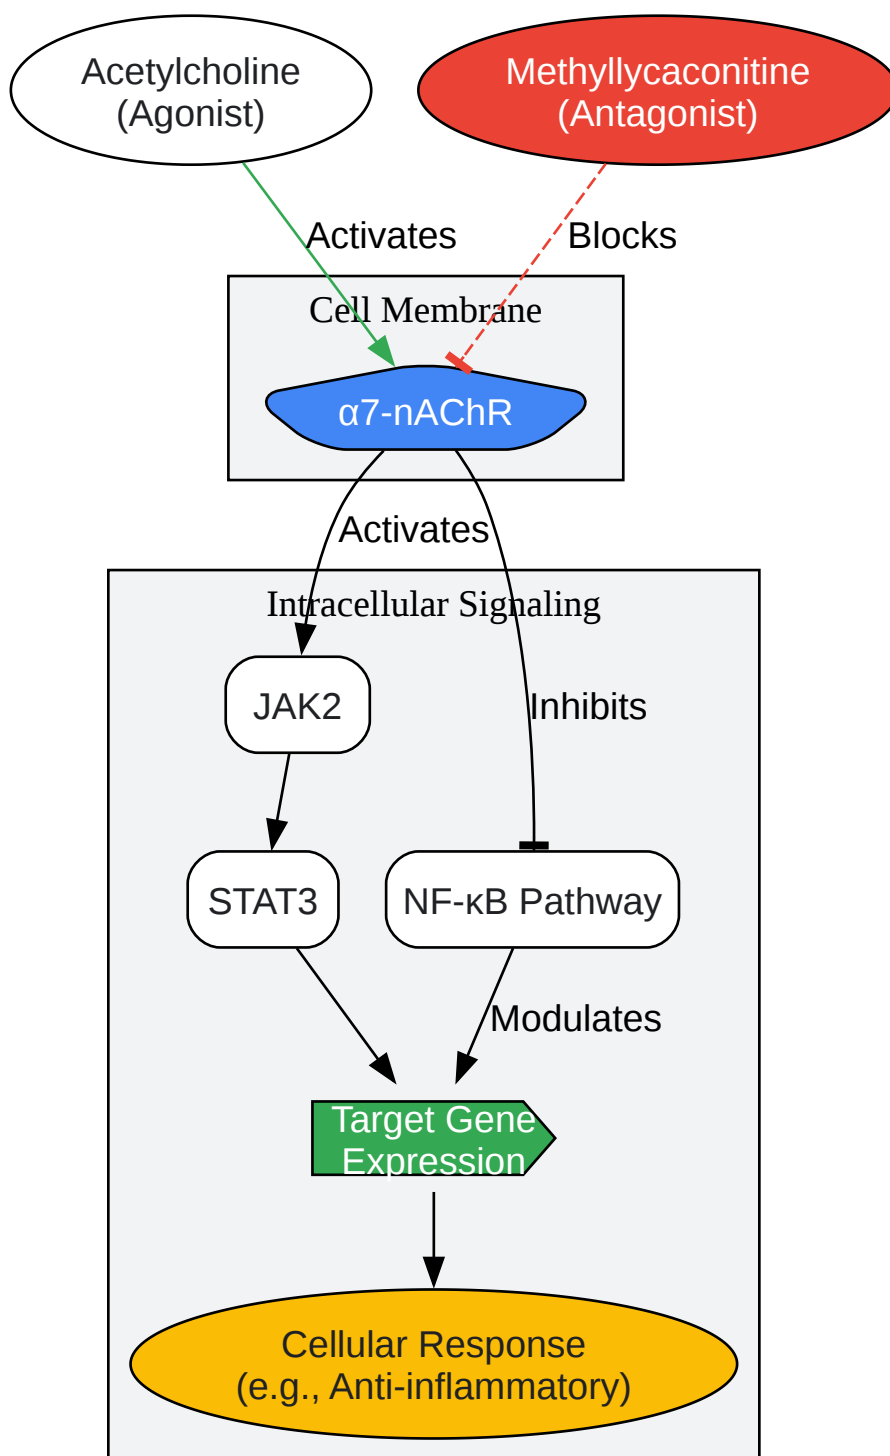 Acetylcholine
(Agonist)
Methyllycaconitine
(Antagonist)
Activates
Blocks
Cell Membrane
α7-nAChR
Activates
Intracellular Signaling
JAK2
Inhibits
STAT3
NF-κB Pathway
Modulates
Target Gene
Expression
Cellular Response
(e.g., Anti-inflammatory)